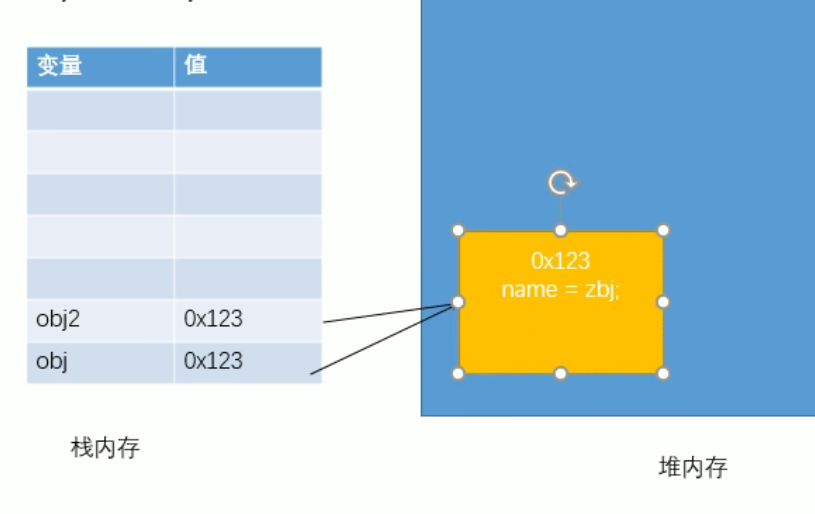 变量 值
obj2 0x123
obj 0x123
0x123
name = zbj;
栈内存
堆内存